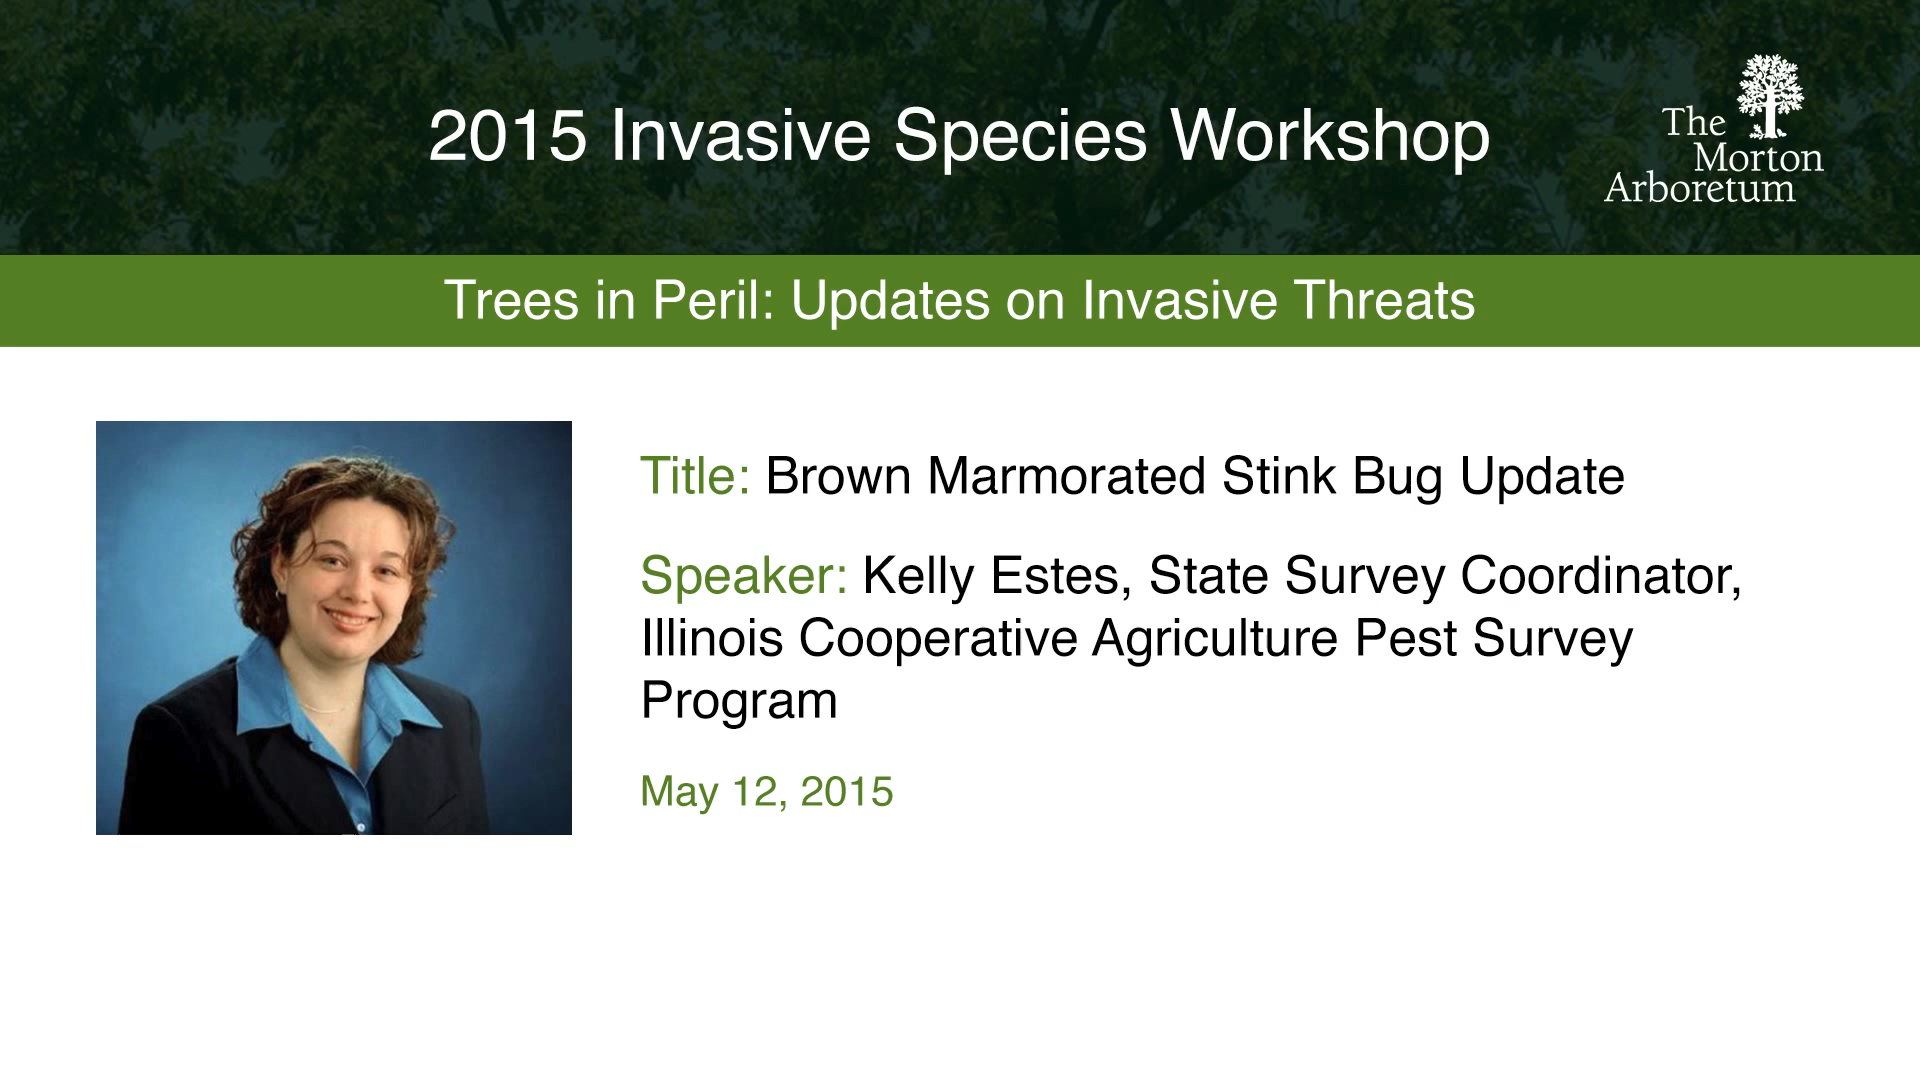 2015 Invasive Species Workshop
The
Morton
Arboretum
Trees in Peril: Updates on Invasive Threats
Title: Brown Marmorated Stink Bug Update
Speaker: Kelly Estes, State Survey Coordinator,
Illinois Cooperative Agriculture Pest Survey
Program
May 12, 2015